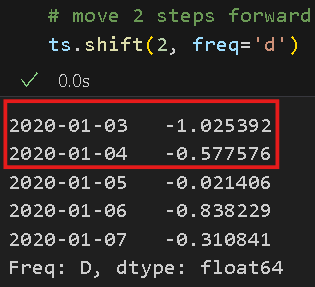 # move 2 steps forward
ts.shift(2, freq='d')
0.0s
2020-01-03 -1.025392
2020-01-04 -0.577576
2020-01-05 -0.021406
2020-01-06 -0.838229
2020-01-07 -0.310841
Freq: D, dtype: float64